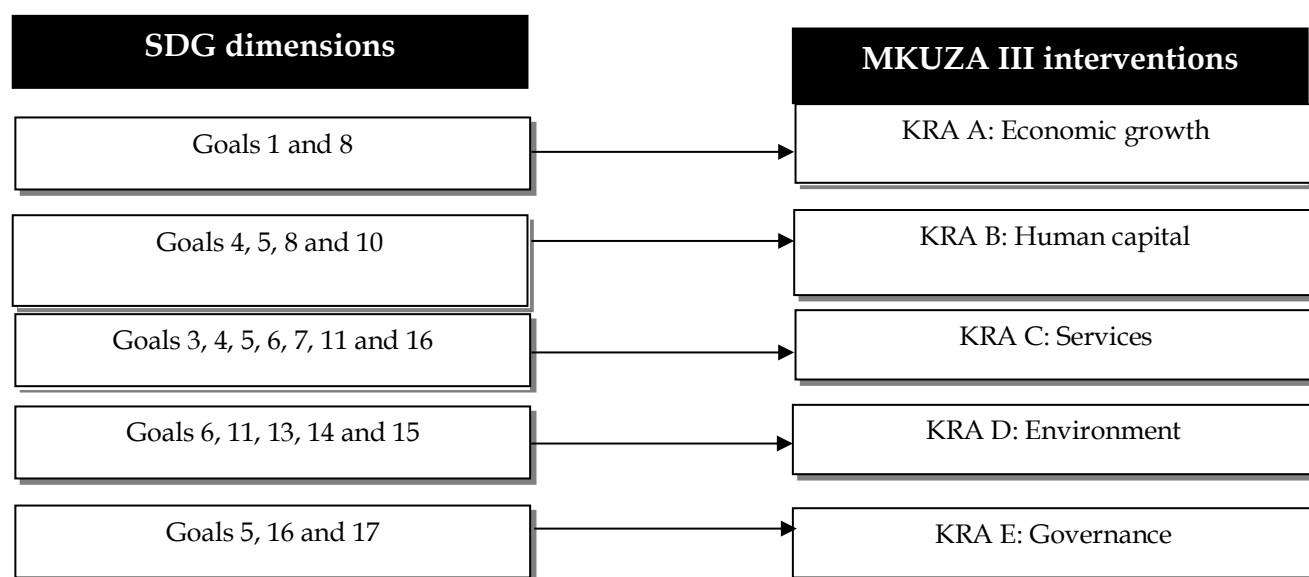 SDG dimensions
MKUZA III interventions
Goals 1 and 8
KRA A: Economic growth
Goals 4, 5, 8 and 10
KRA B: Human capital
Goals 3, 4, 5, 6, 7, 11 and 16
KRA C: Services
Goals 6, 11, 13, 14 and 15
KRA D: Environment
Goals 5, 16 and 17
KRA E: Governance